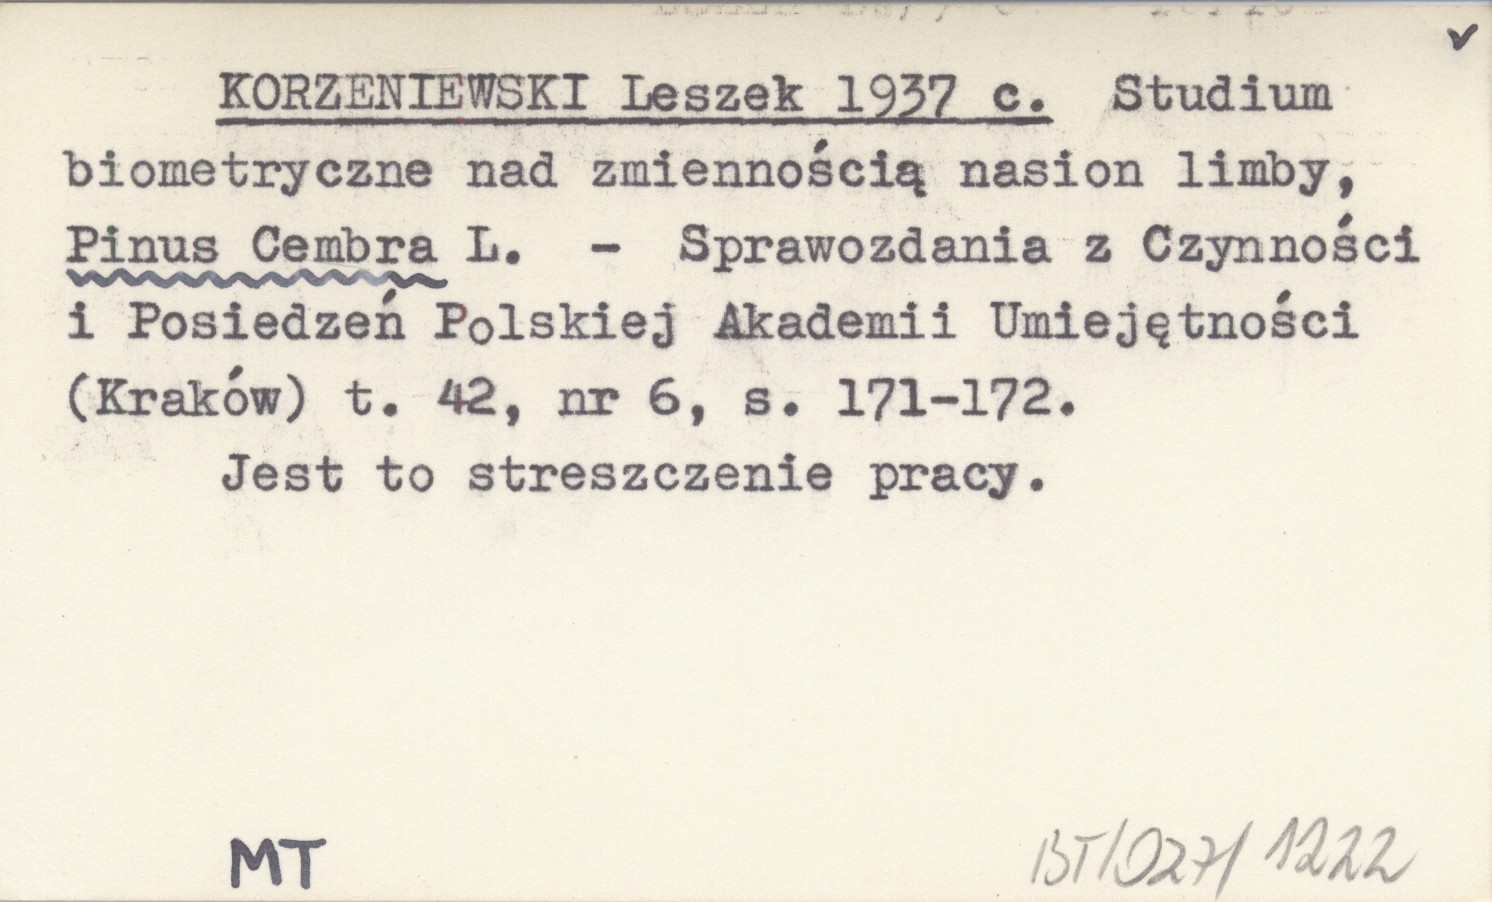 KORZENIEWSKI Leszek 1937 c. Studium
biometryczne nad zmiennością nasion limby,
Pinus Cembra L. - Sprawozdania z Czynności
i Posiedzeń Polskiej Akademii Umiejętności
(Kraków) t. 42, nr 6, s. 171-172.
Jest to streszczenie pracy.
MT
BT/027/1222